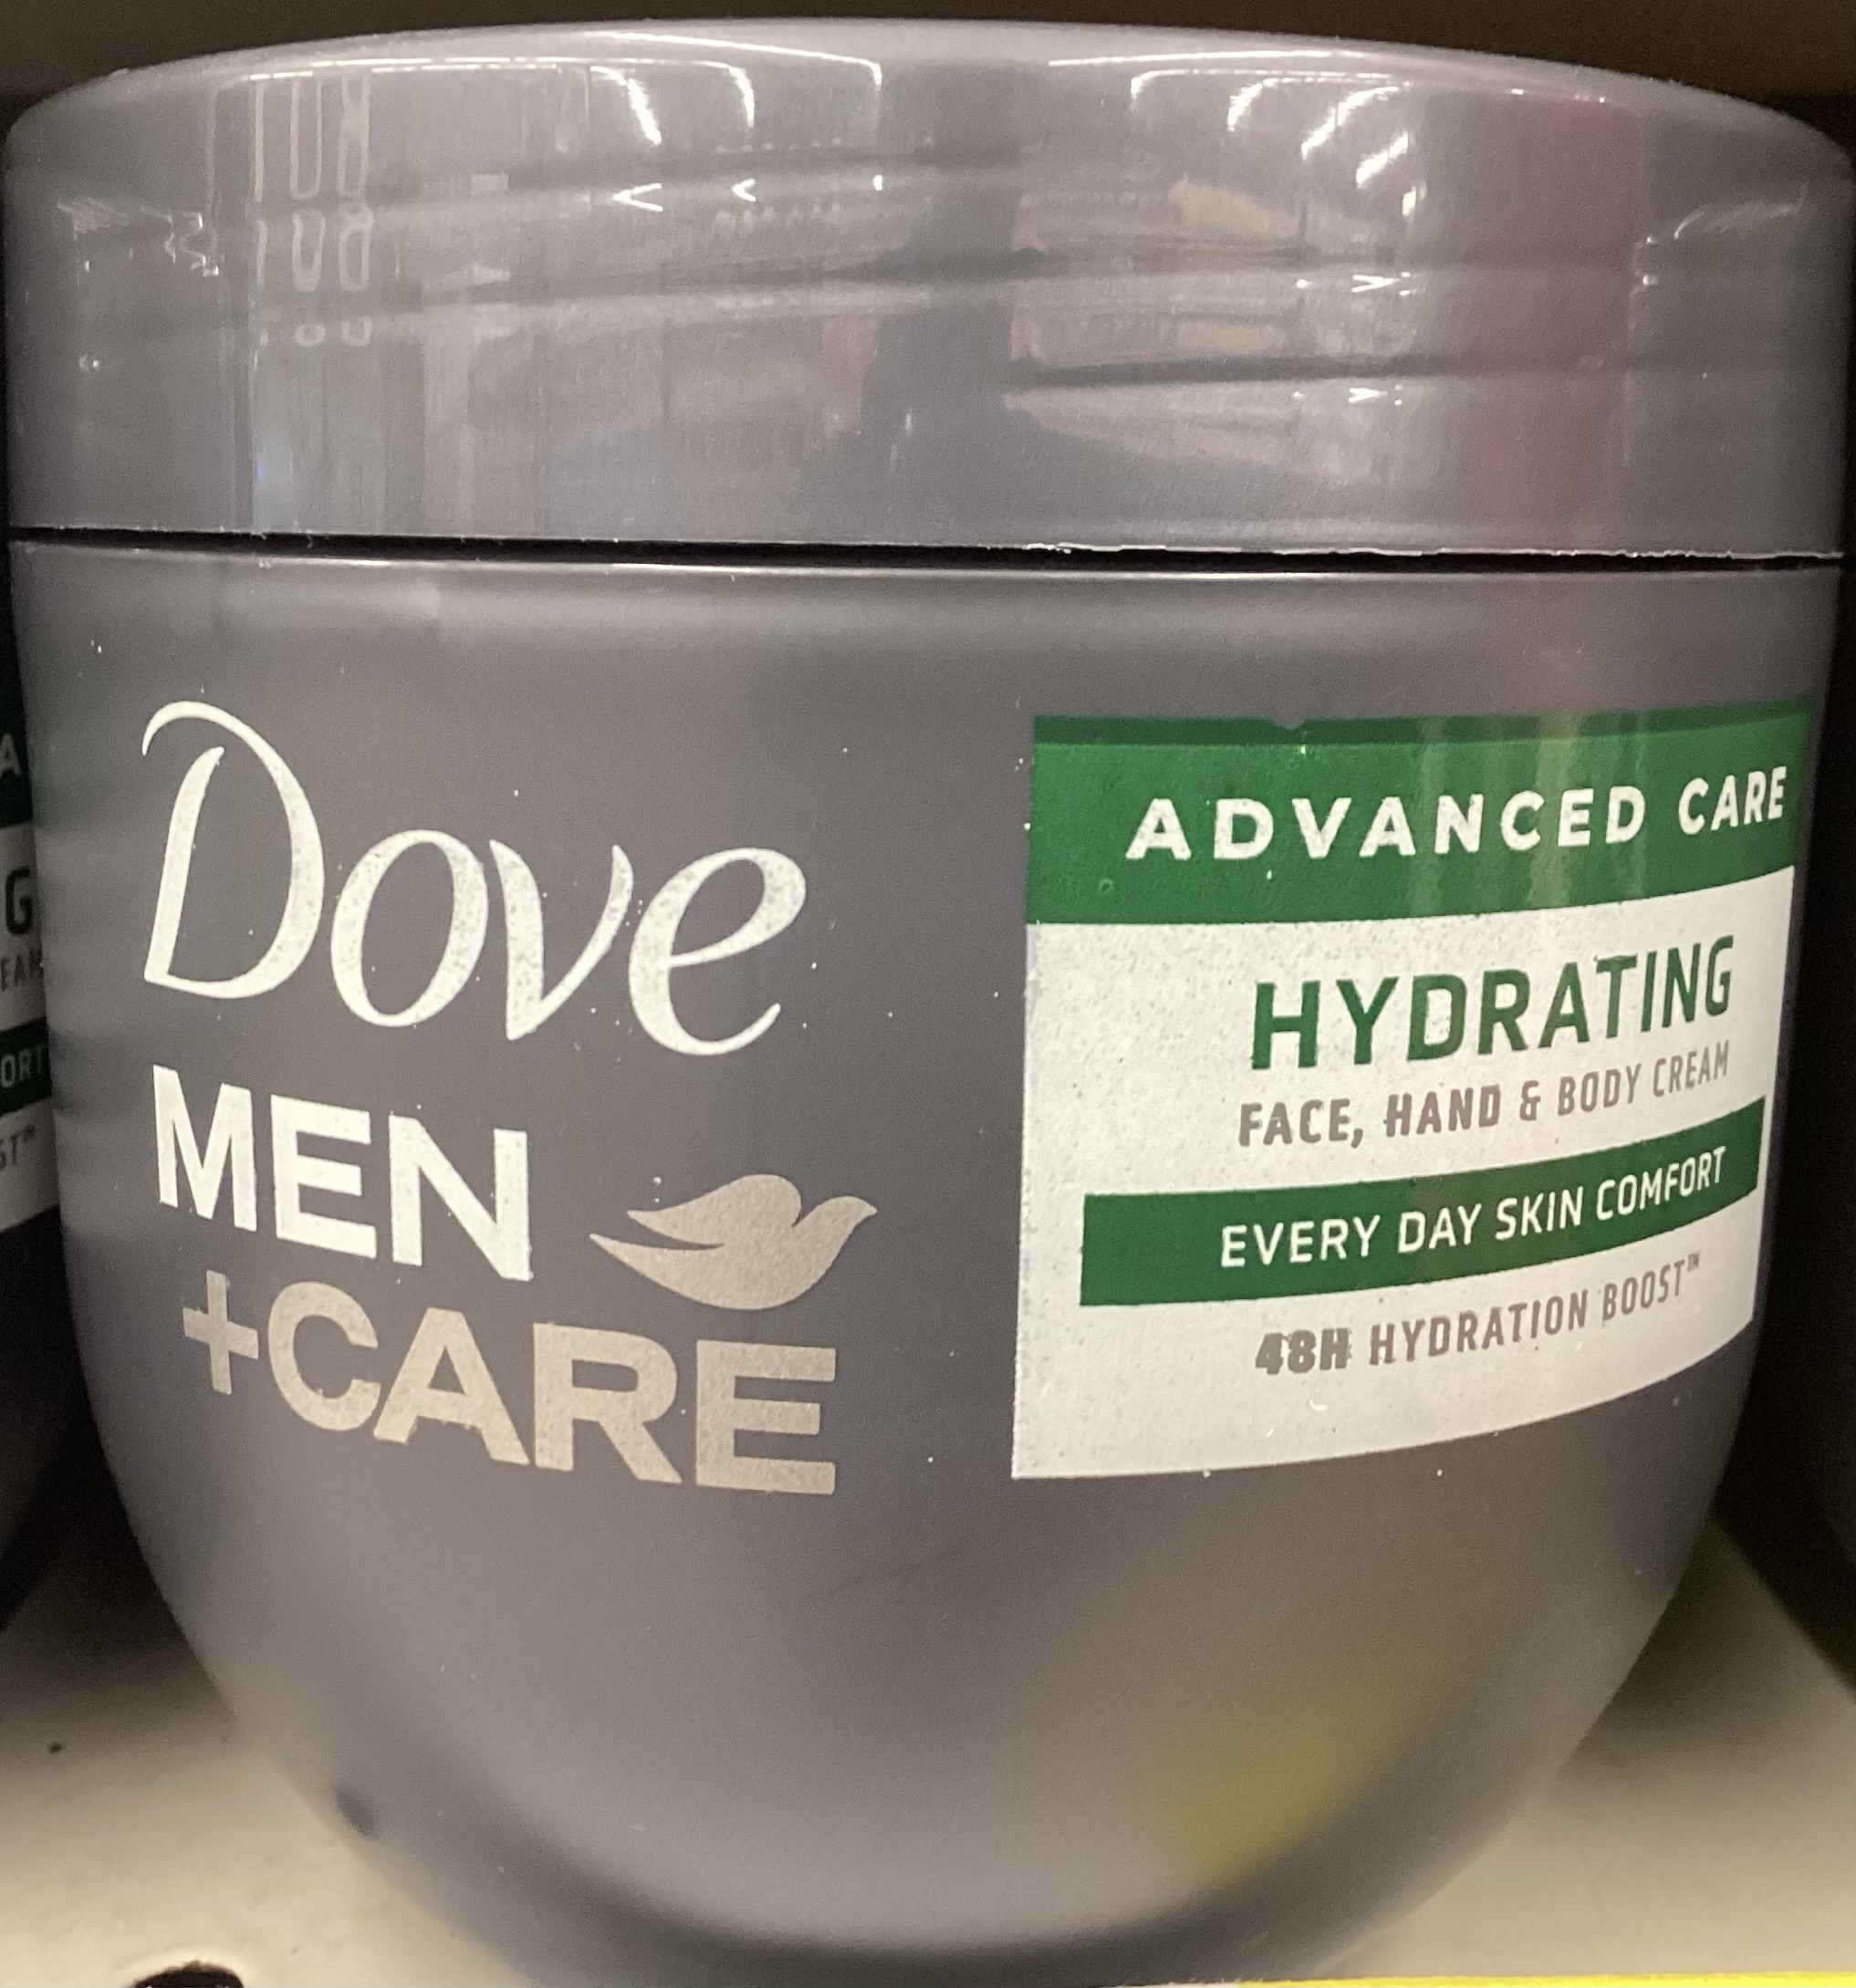 Dove
MEN
+CARE
ADVANCED CARE
HYDRATING
FACE, HAND & BODY CREAM
EVERY DAY SKIN COMFORT
48H HYDRATION BOOST™